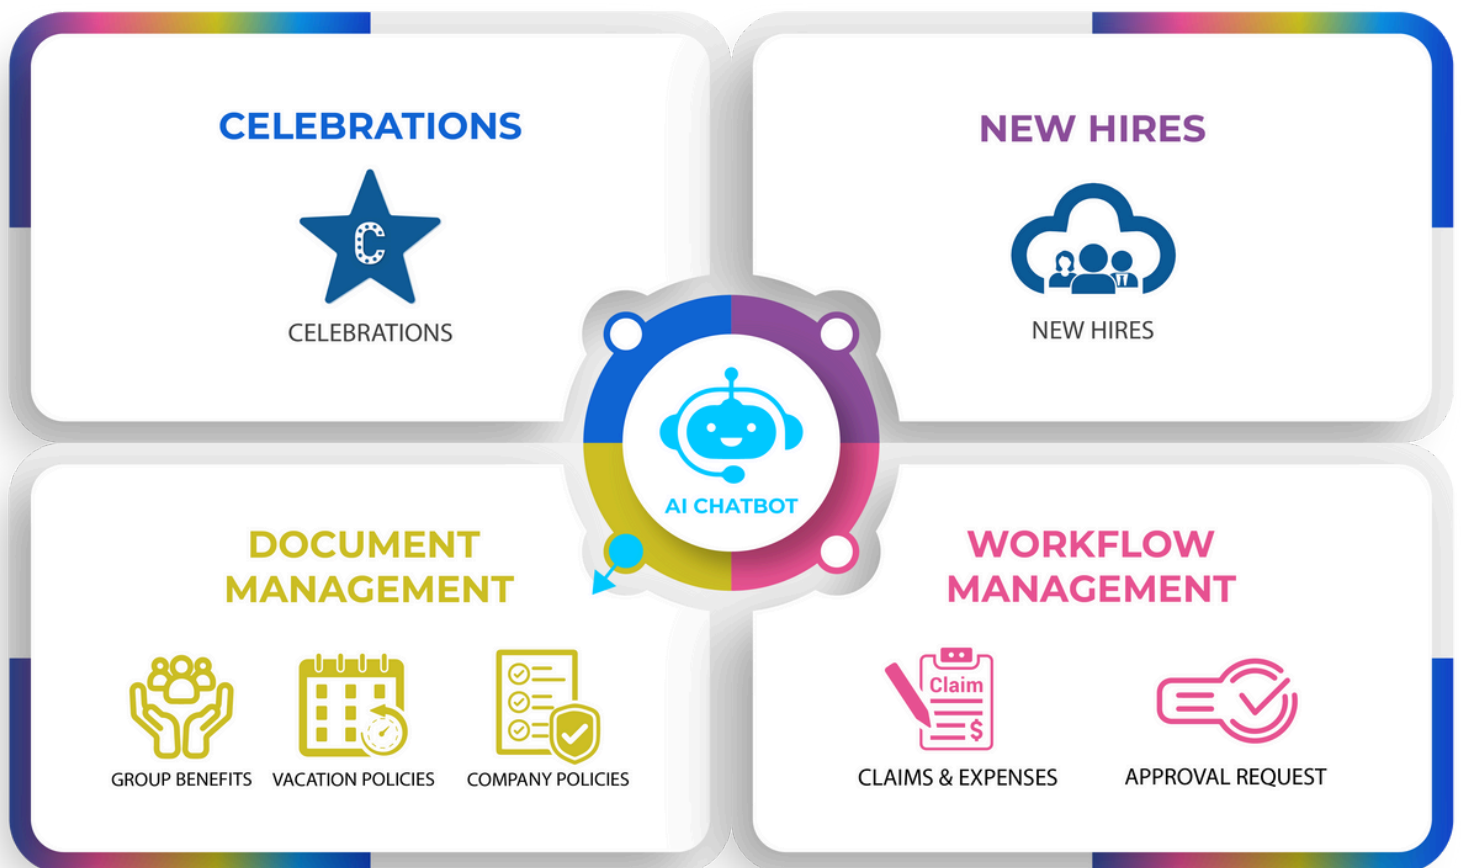 CELEBRATIONS
C
CELEBRATIONS
NEW HIRES
NEW HIRES
AI CHATBOT
DOCUMENT
MANAGEMENT
GROUP BENEFITS
VACATION POLICIES
COMPANY POLICIES
WORKFLOW
MANAGEMENT
Claim
$
CLAIMS & EXPENSES
APPROVAL REQUEST